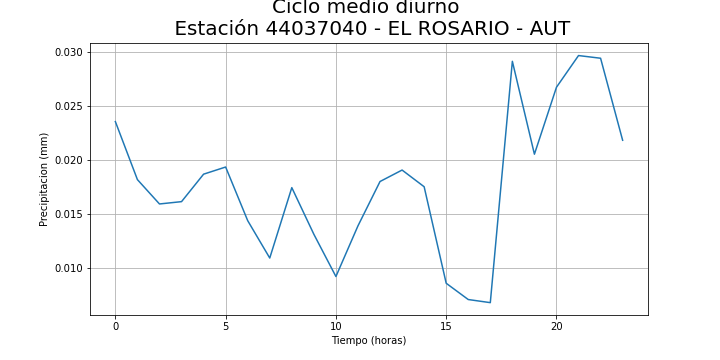 Ciclo medio diurno
Estación 44037040 - EL ROSARIO - AUT
0.030
0.025
0.020
0.015
0.010
Precipitacion (mm)
0 5 10 15 20
Tiempo (horas)